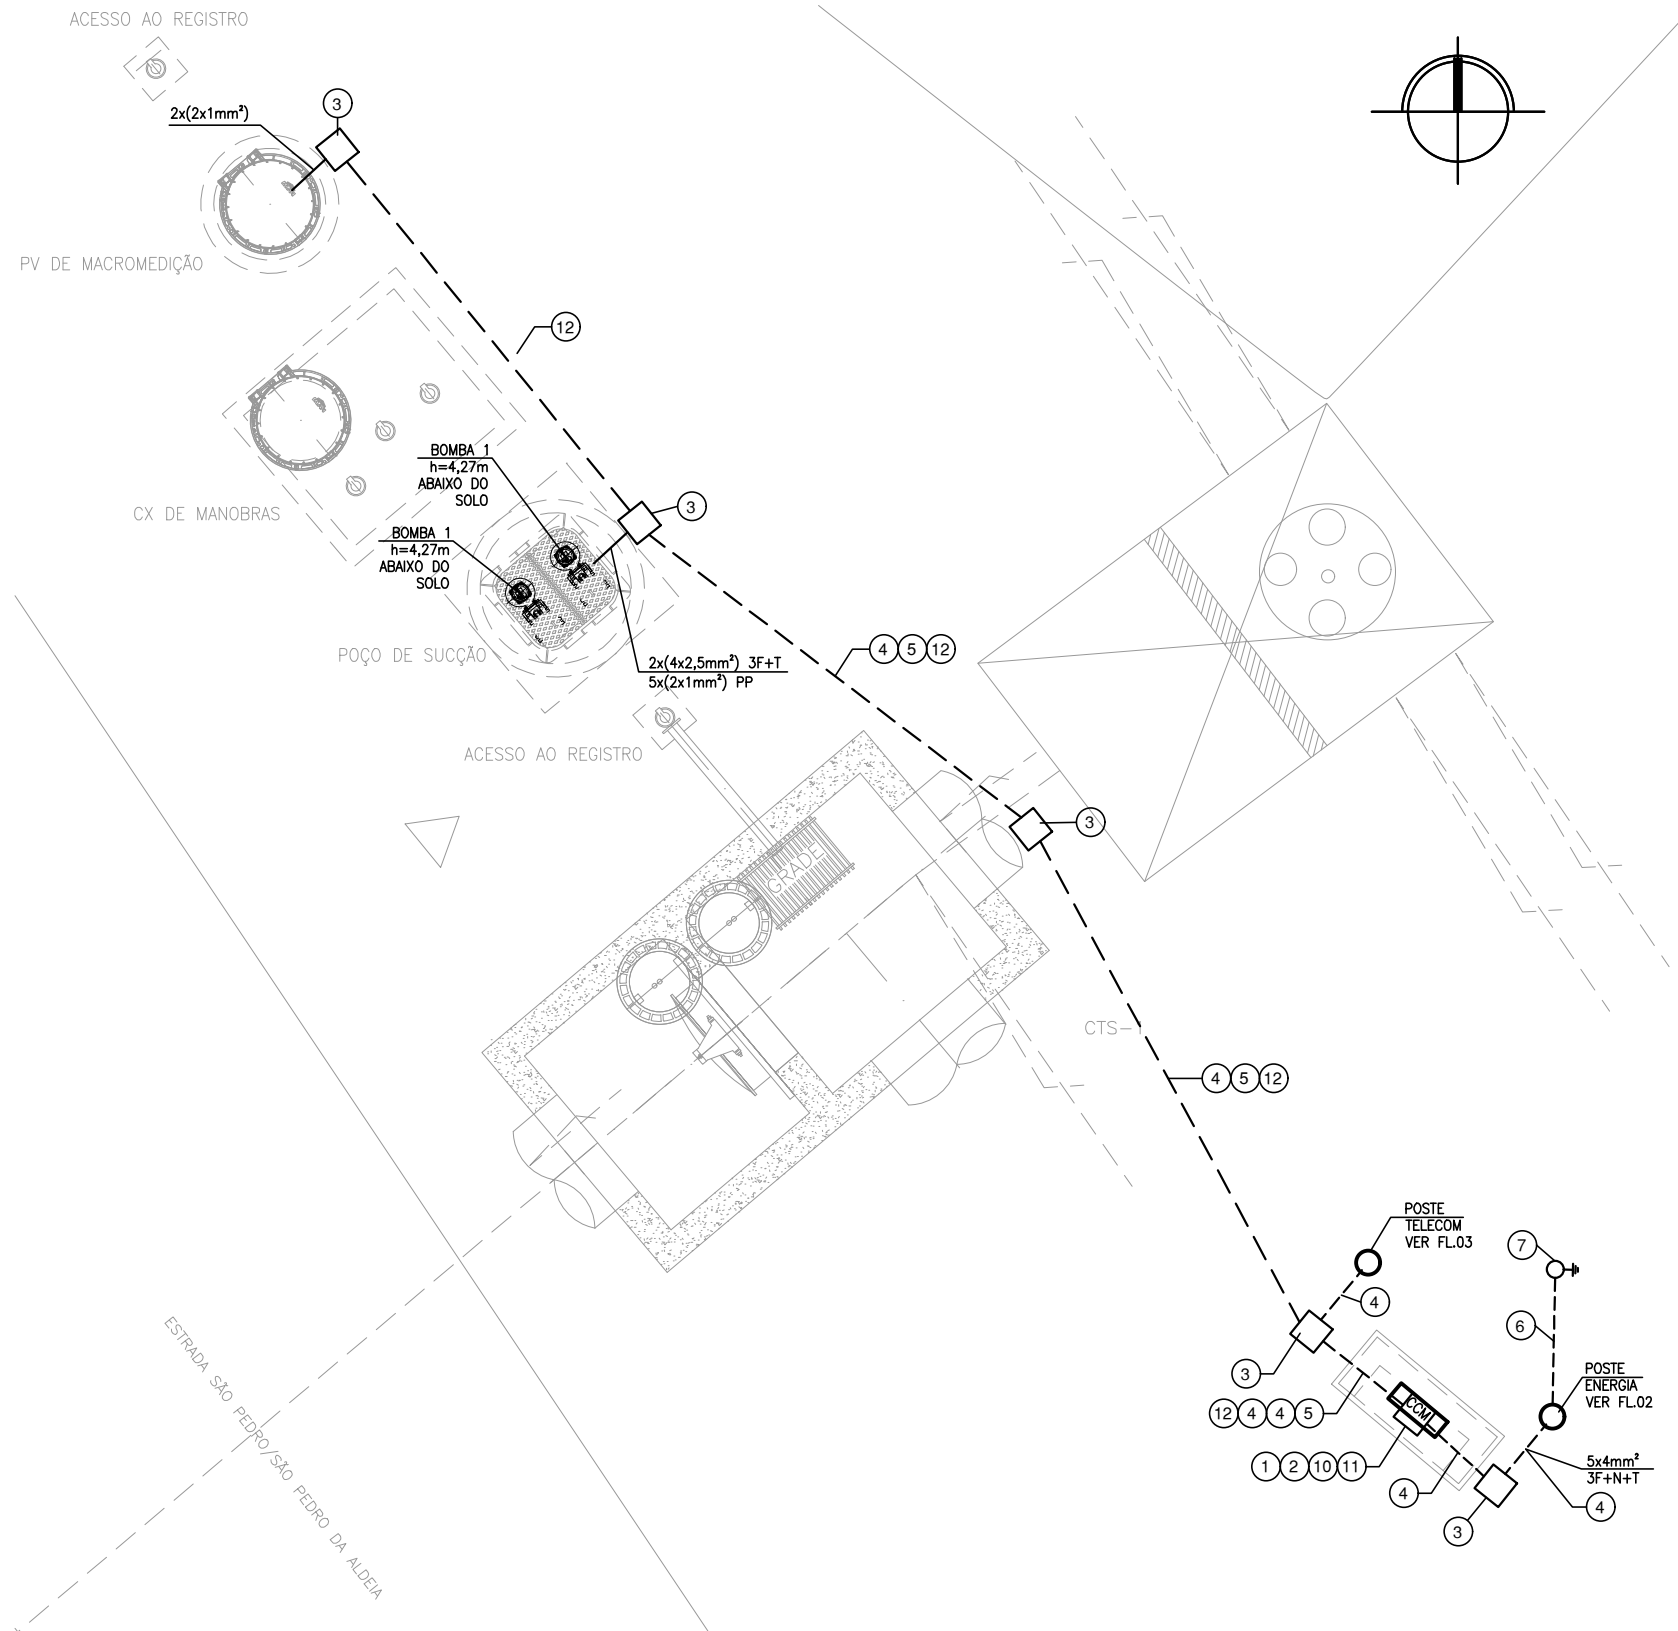 ACESSO AO REGISTRO
2x(2x1mm²)
3
PV DE MACROMEDIÇÃO
12
BOMBA 1
h=4,27m
ABAIXO DO
SOLO
CX DE MANOBRAS
3
BOMBA 1
h=4,27m
ABAIXO DO
SOLO
POÇO DE SUCÇÃO
4 5 12
2x(4x2,5mm²) 3F+T
5x(2x1mm²) PP
ACESSO AO REGISTRO
3
GRADE
CTS-1
4 5 12
POSTE
TELECOM
VER FL.03
7
4
6
3
POSTE
ENERGIA
VER FL.02
12 4 4 5
CCM
1 2 10 11
4
5x4mm²
3F+N+T
4
3
ESTRADA SÃO PEDRO/SÃO PEDRO DA ALDEIA